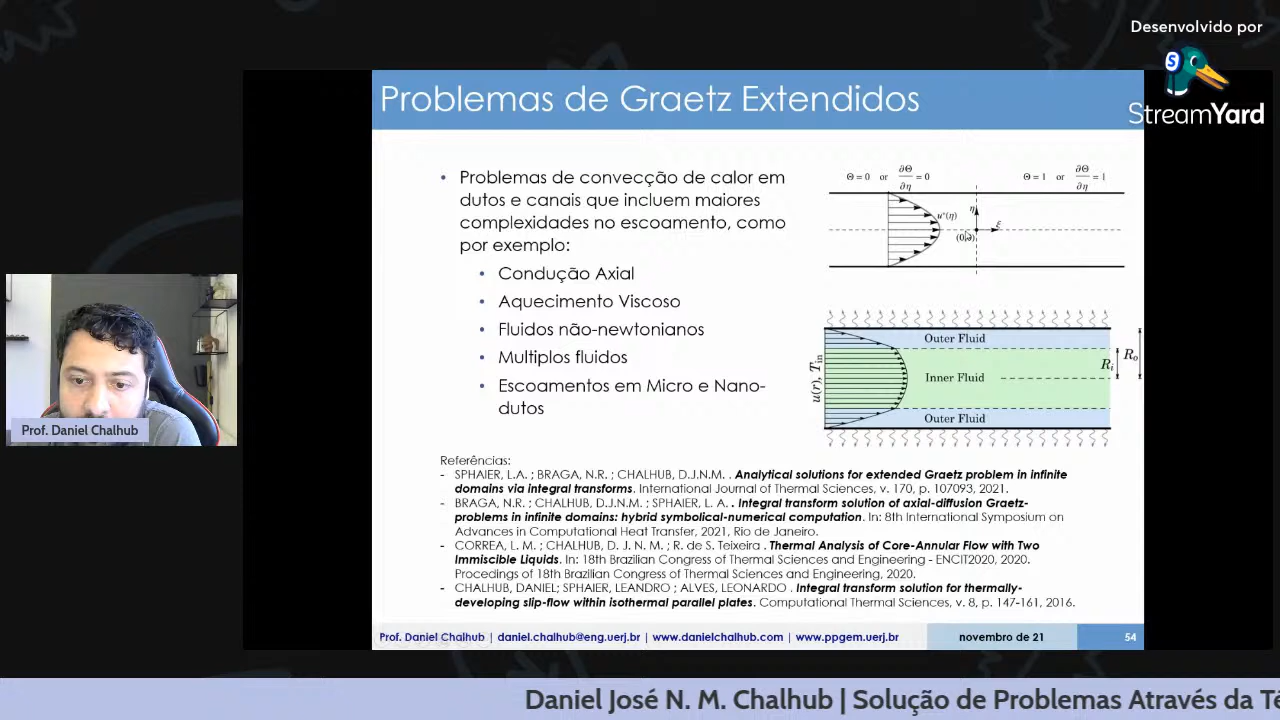 Desenvolvido por
StreamYard
Problemas de Graetz Extendidos
• Problemas de convecção de calor em
dutos e canais que incluem maiores
complexidades no escoamento, como
por exemplo:
• Condução Axial
• Aquecimento Viscoso
• Fluidos não-newtonianos
• Multiplos fluidos
• Escoamentos em Micro e Nano-
dutos
Θ = 0 or ∂Θ/∂η = 0
Θ = 1 or ∂Θ/∂η = 1
u*(η)
η
ξ
Outer Fluid
Inner Fluid
Outer Fluid
u(r), Tin
Ri
Ro
Prof. Daniel Chalhub
Referências:
- SPHAIER, L.A. ; BRAGA, N.R. ; CHALHUB, D.J.N.M. . Analytical solutions for extended Graetz problem in infinite
domains via integral transforms. International Journal of Thermal Sciences, v. 170, p. 107093, 2021.
- BRAGA, N.R. ; CHALHUB, D.J.N.M. ; SPHAIER, L. A. . Integral transform solution of axial-diffusion Graetz-
problems in infinite domains: hybrid symbolical-numerical computation. In: 8th International Symposium on
Advances in Computational Heat Transfer, 2021, Rio de Janeiro.
- CORREA, L. M. ; CHALHUB, D. J. N. M. ; R. de S. Teixeira . Thermal Analysis of Core-Annular Flow with Two
Immiscible Liquids. In: 18th Brazilian Congress of Thermal Sciences and Engineering - ENCIT2020, 2020.
Procedings of 18th Brazilian Congress of Thermal Sciences and Engineering, 2020.
- CHALHUB, DANIEL; SPHAIER, LEANDRO ; ALVES, LEONARDO . Integral transform solution for thermally-
developing slip-flow within isothermal parallel plates. Computational Thermal Sciences, v. 8, p. 147-161, 2016.
Prof. Daniel Chalhub | daniel.chalhub@eng.uerj.br | www.danielchalhub.com | www.ppgem.uerj.br
novembro de 21
54
Daniel José N. M. Chalhub | Solução de Problemas Através da Té